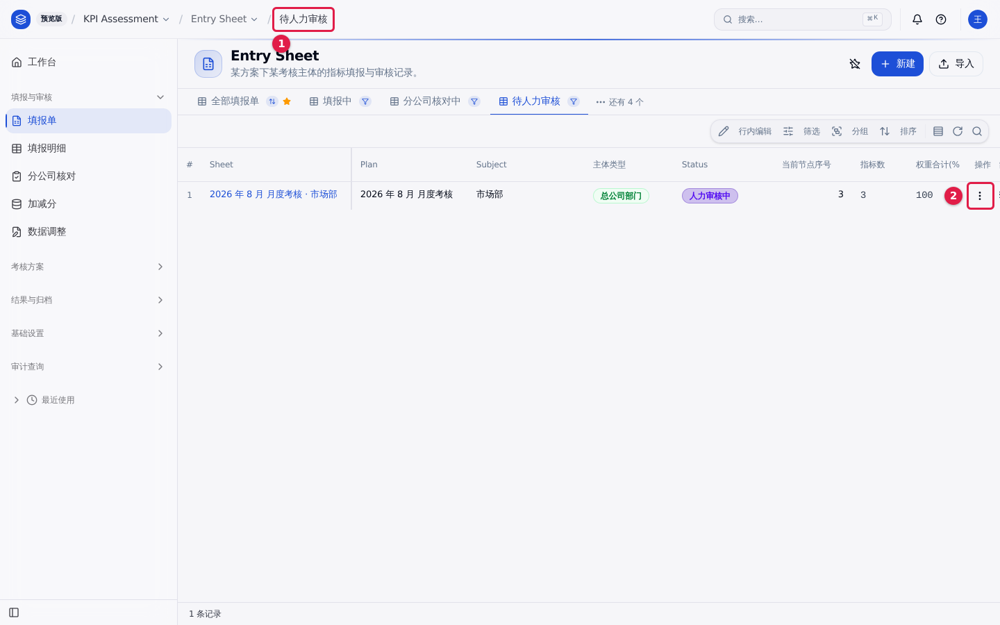 预览版 / KPI Assessment / Entry Sheet / 待人力审核
搜索... ⌘K
王
1
工作台
填报与审核
填报单
填报明细
分公司核对
加减分
数据调整
考核方案
结果与归档
基础设置
审计查询
最近使用
Entry Sheet
某方案下某考核主体的指标填报与审核记录。
新建
导入
全部填报单 填报中 分公司核对中 待人力审核 还有 4 个
行内编辑 筛选 分组 排序
# Sheet Plan Subject 主体类型 Status 当前节点序号 指标数 权重合计(% 操作
1 2026 年 8 月 月度考核 · 市场部 2026 年 8 月 月度考核 市场部 总公司部门 人力审核中 3 3 100 2
1 条记录